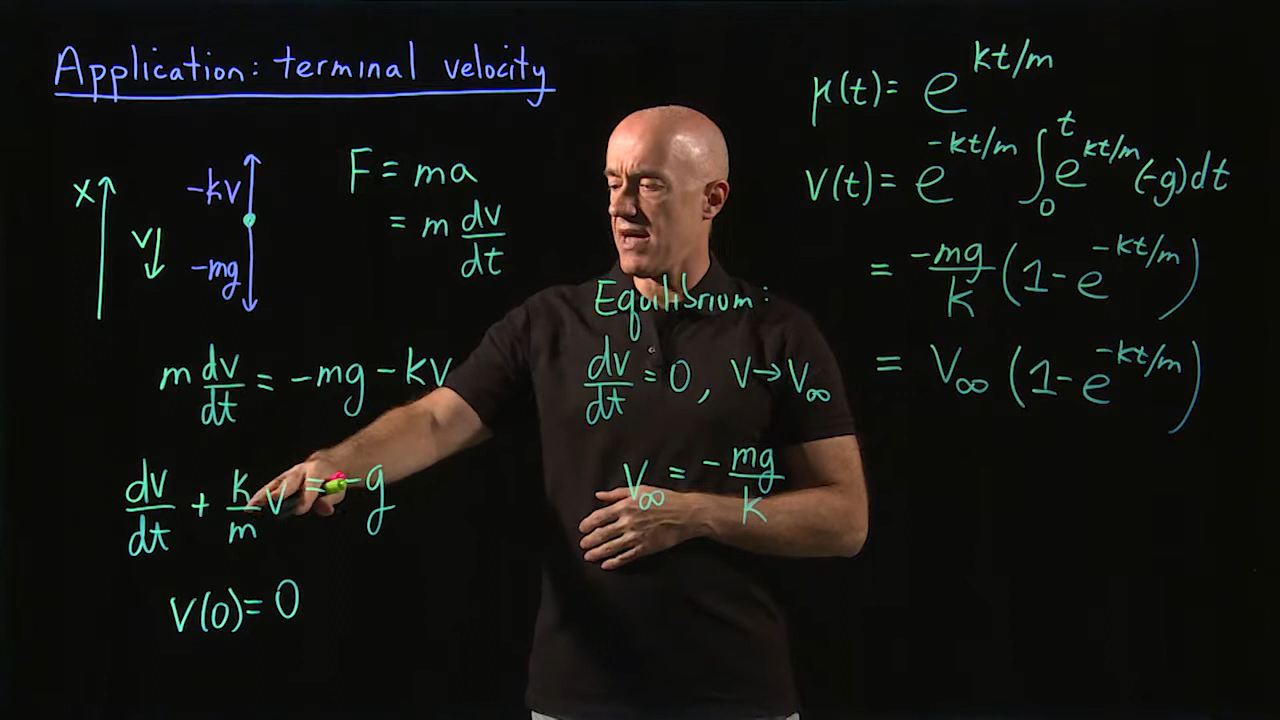 Application: terminal velocity
x
v
-kv
-mg
F = ma
= m dv/dt
m dv/dt = -mg - kv
dv/dt + k/m v = -g
v(0) = 0
Equilibrium:
dv/dt = 0, v → v∞
v∞ = - mg/k
μ(t) = e^{kt/m}
v(t) = e^{-kt/m} ∫₀ᵗ e^{kt/m} (-g) dt
= -mg/k (1 - e^{-kt/m})
= v∞ (1 - e^{-kt/m})